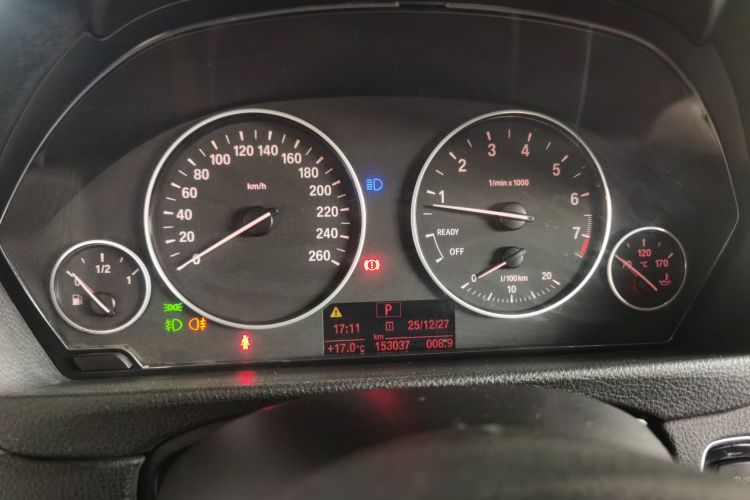 0 1/2 1
0 20 40 60 80 100 120 140 160 180 200 220 240 260
km/h
1 2 3 4 5 6 7
1/min x 1000
READY
OFF
0 10 20
l/100km
70 120 170
°C
P
17:11 25/12/27
km
+17.0°C 153037